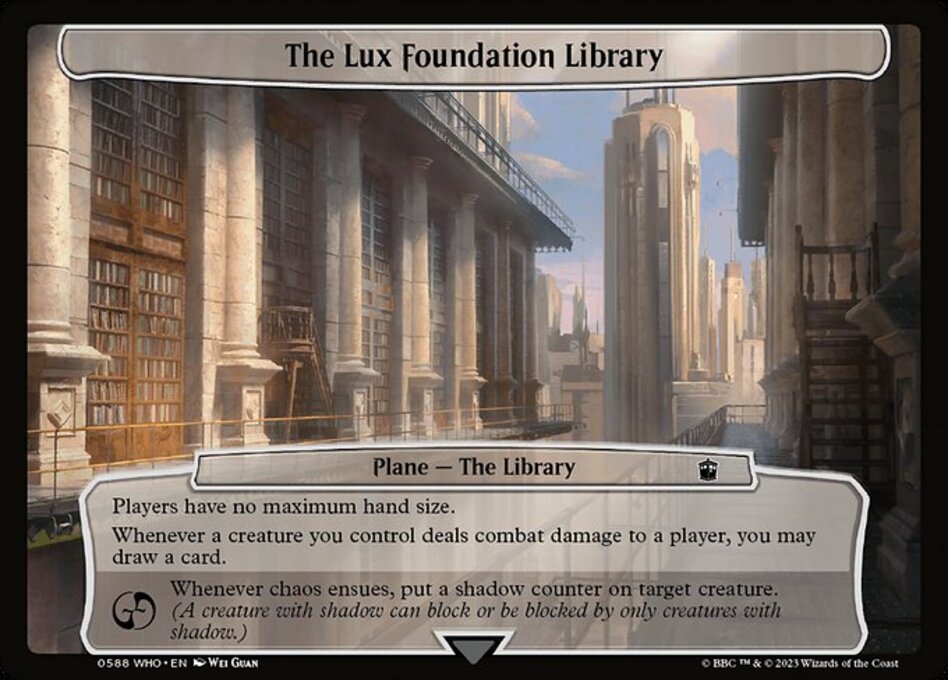 The Lux Foundation Library
Plane — The Library
Players have no maximum hand size.
Whenever a creature you control deals combat damage to a player, you may
draw a card.
Whenever chaos ensues, put a shadow counter on target creature.
(A creature with shadow can block or be blocked by only creatures with
shadow.)
0588 WHO • EN Wei Guan
© BBC ™ & © 2023 Wizards of the Coast